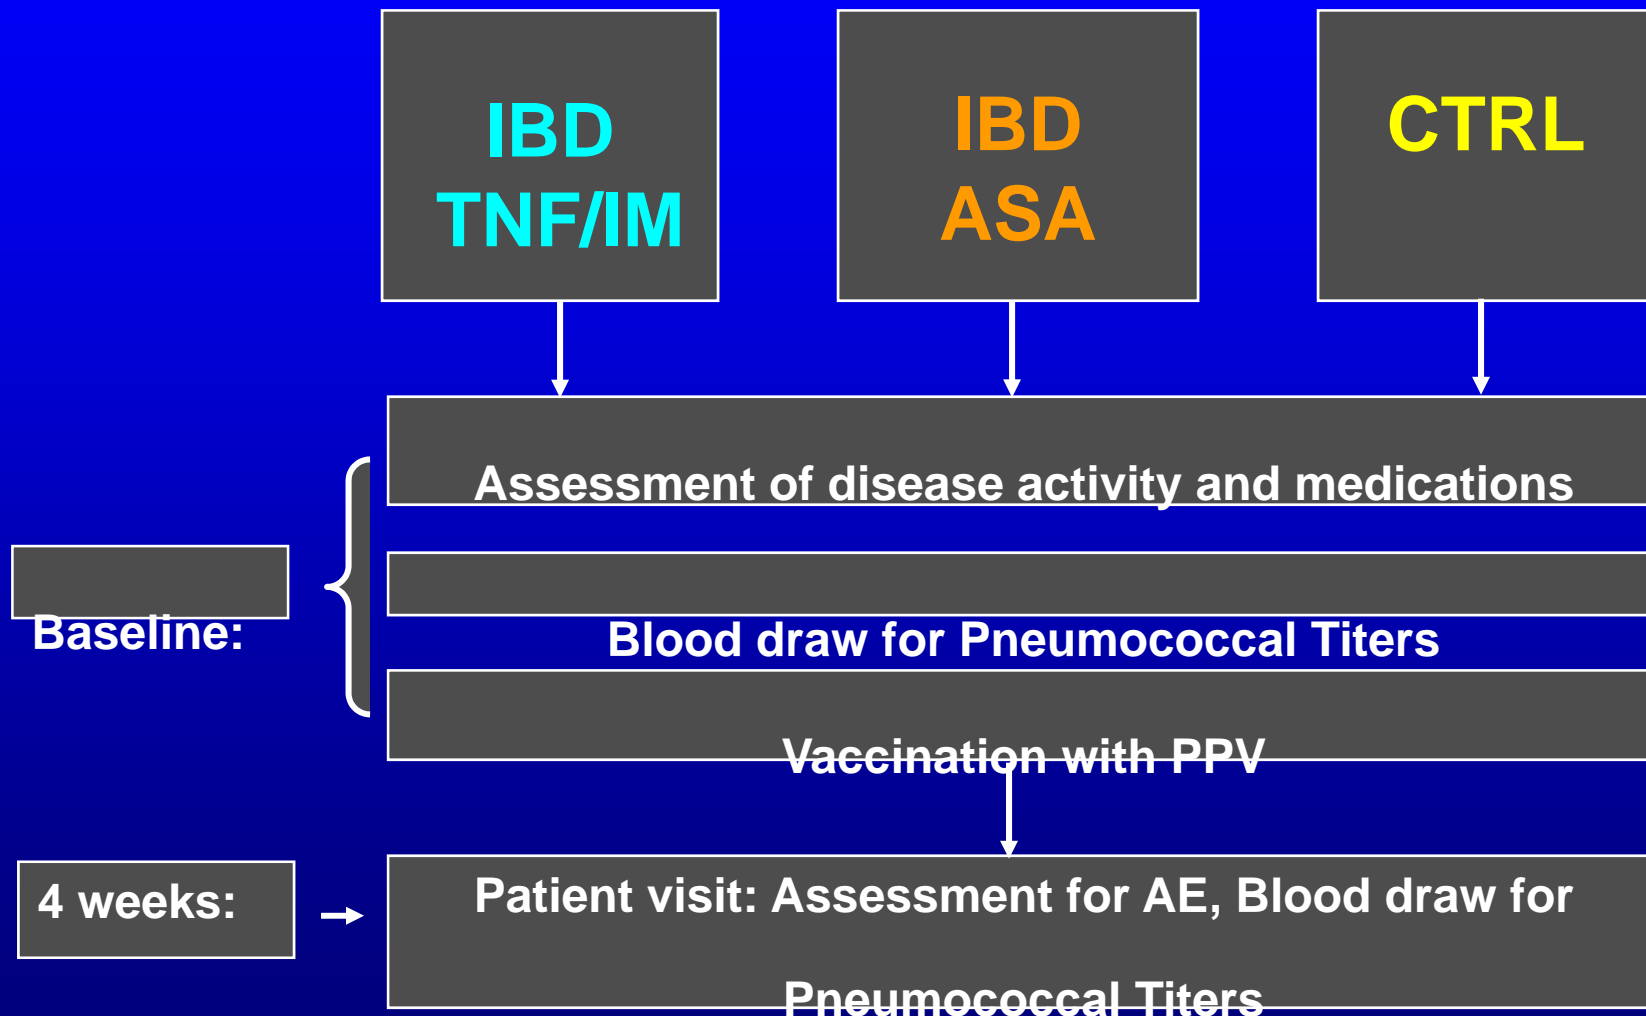 IBD
TNF/IM
IBD
ASA
CTRL
Assessment of disease activity and medications
Baseline:
Blood draw for Pneumococcal Titers
Vaccination with PPV
4 weeks:
Patient visit: Assessment for AE, Blood draw for
Pneumococcal Titers